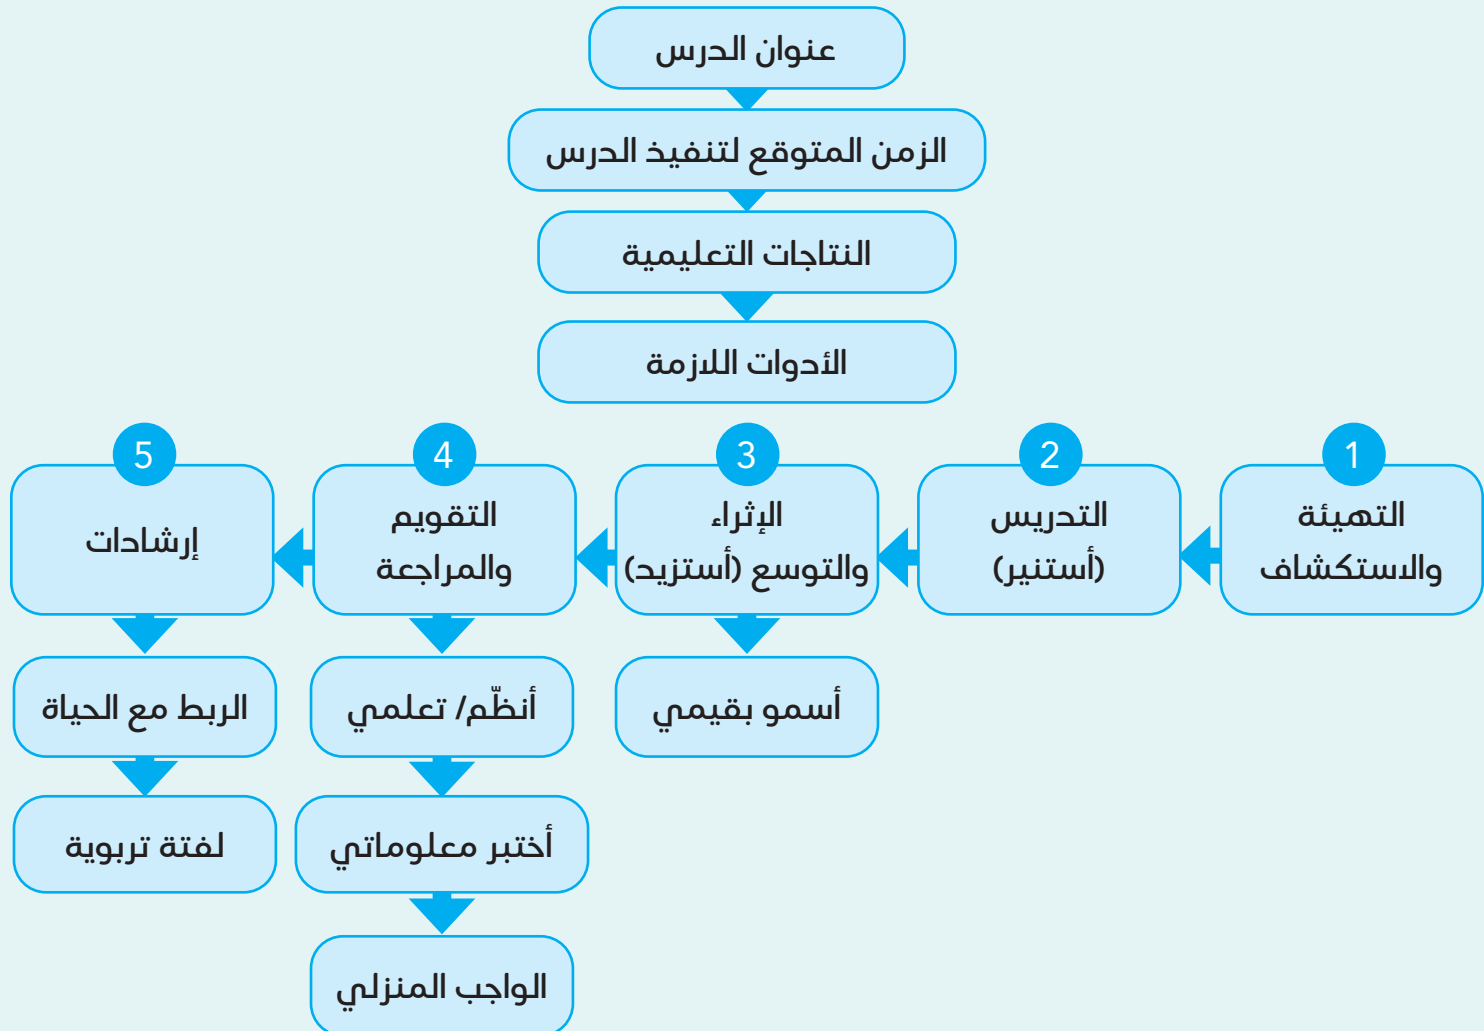 عنوان الدرس
الزمن المتوقع لتنفيذ الدرس
النتاجات التعليمية
الأدوات اللازمة
1
التهيئة
والاستكشاف
2
التدريس
(أستنير)
3
الإثراء
والتوسع (أستزيد)
4
التقويم
والمراجعة
5
إرشادات
أسمو بقيمي
أنظّم/ تعلمي
الربط مع الحياة
أختبر معلوماتي
لفتة تربوية
الواجب المنزلي